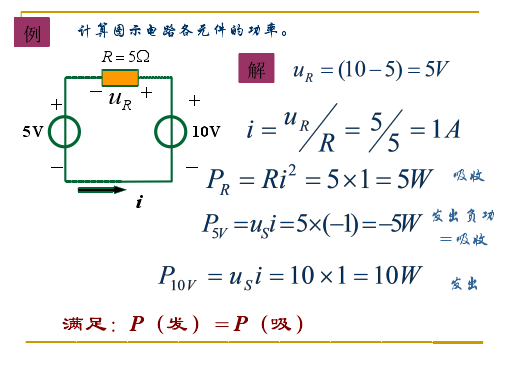 例 计算图示电路各元件的功率。
R = 5Ω
− u_R +
+ +
5V 10V
− −
i
解 u_R = (10 − 5) = 5V
i = u_R/R = 5/5 = 1A
P_R = Ri² = 5×1 = 5W 吸收
P_5V = u_S i = 5×(−1) = −5W 发出负功
＝吸收
P_10V = u_S i = 10×1 = 10W 发出
满足：P（发）＝P（吸）